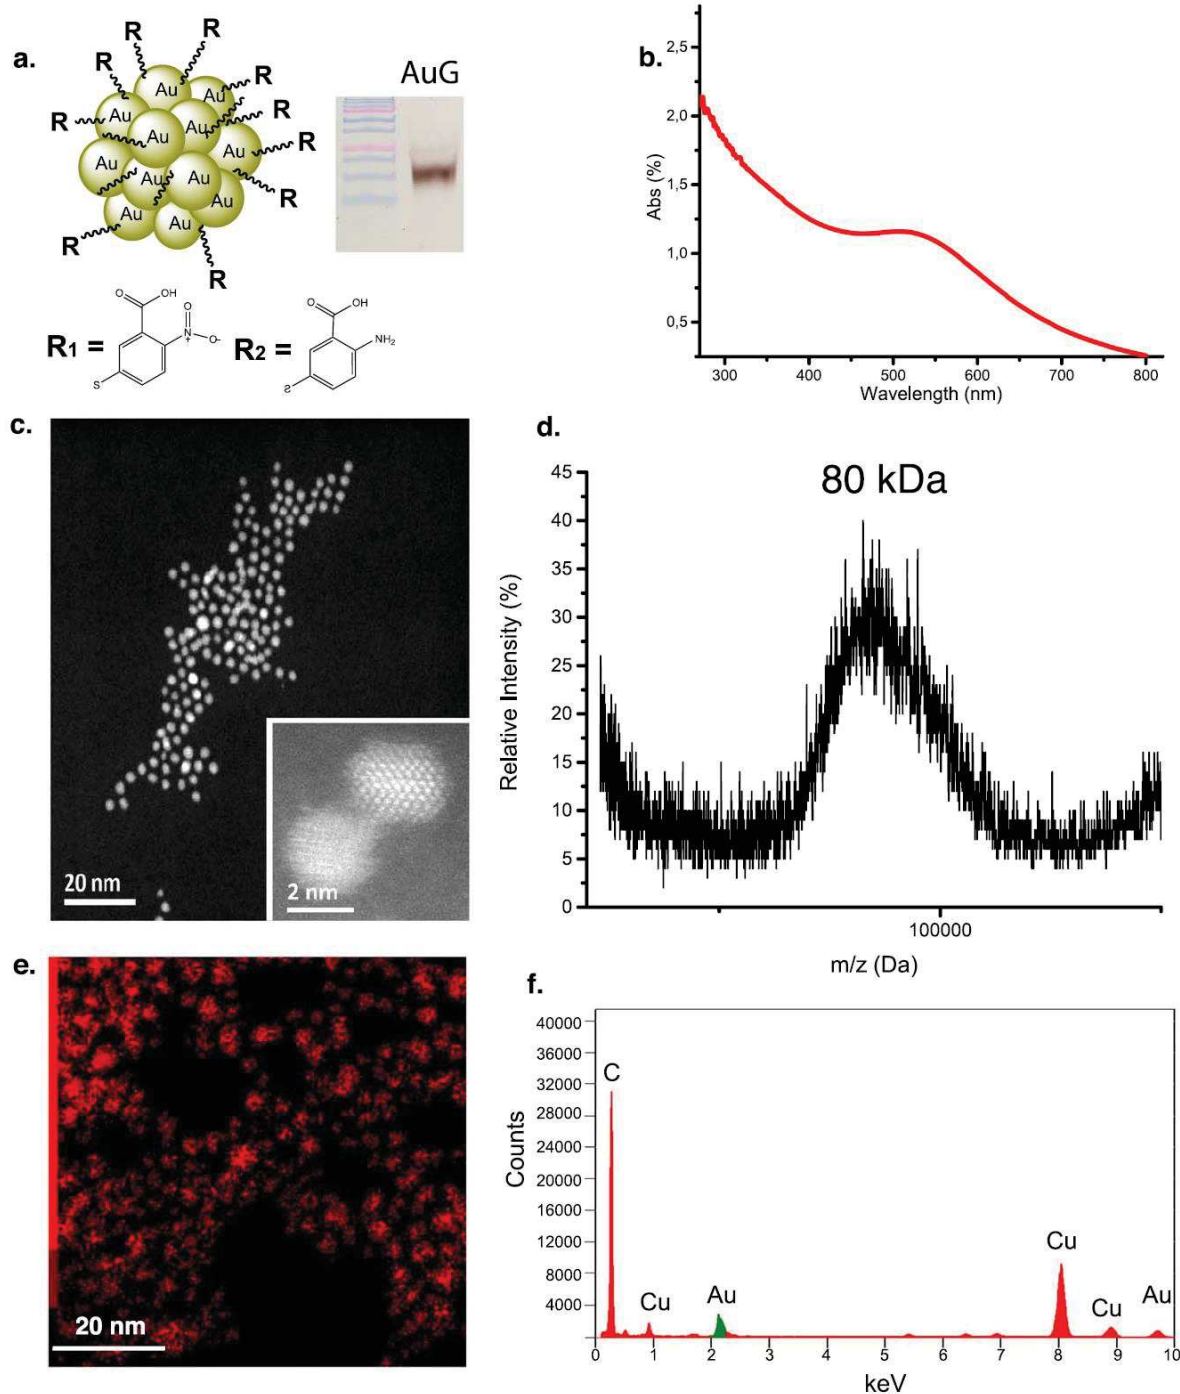 a.
AuG
R R
R R
R R
R R
R R
R
Au Au
Au Au
Au Au
Au Au Au
Au
Au Au
OH
O
O
N
+
O-
S
R1 =
O
OH
NH2
S
R2 =
b.
2,5
2,0
1,5
1,0
0,5
Abs (%)
300 400 500 600 700 800
Wavelength (nm)
c.
20 nm
2 nm
d.
80 kDa
45
40
35
30
25
20
15
10
5
0
Relative Intensity (%)
100000
m/z (Da)
e.
20 nm
f.
40000
36000
32000
28000
24000
20000
16000
12000
8000
4000
Counts
C
Cu
Au
Cu
Cu
Au
0 1 2 3 4 5 6 7 8 9 10
keV